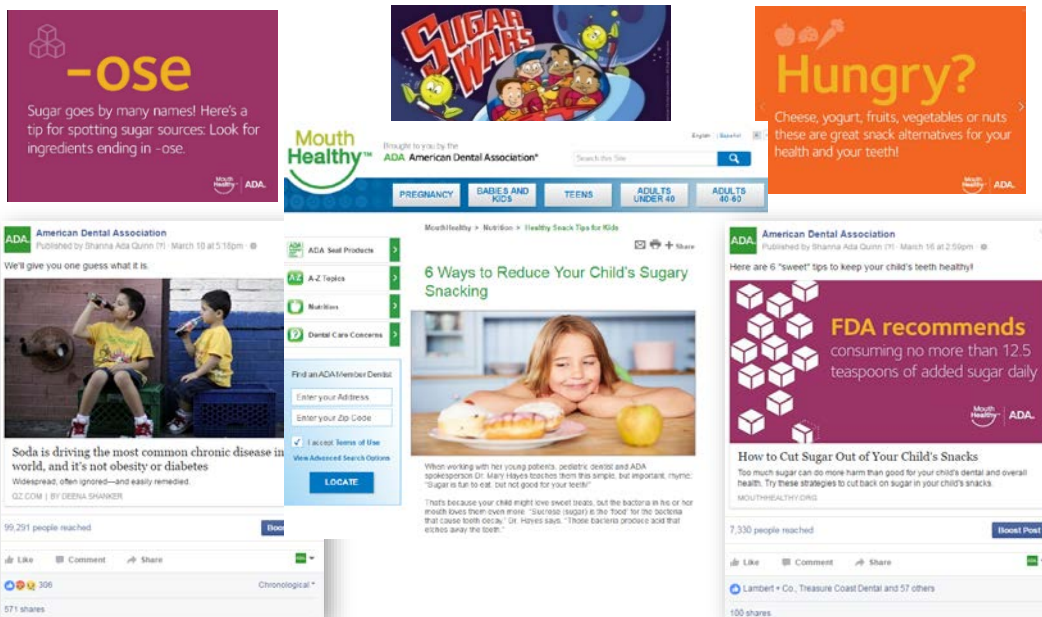 -ose
Sugar goes by many names! Here's a
tip for spotting sugar sources: Look for
ingredients ending in -ose.
Mouth
Healthy™ ADA.
SUGAR
WARS
Hungry?
Cheese, yogurt, fruits, vegetables or nuts
these are great snack alternatives for your
health and your teeth!
Mouth
Healthy™ ADA.
Mouth
Healthy™
Brought to you by the
ADA American Dental Association®
English | Español
Search this Site
PREGNANCY
BABIES AND
KIDS
TEENS
ADULTS
UNDER 40
ADULTS
40-60
MouthHealthy > Nutrition > Healthy Snack Tips for Kids
Share
ADA Seal Products
A-Z
A-Z Topics
Nutrition
Dental Care Concerns
Find an ADA Member Dentist
Enter your Address
Enter your Zip Code
I accept Terms of Use
View Advanced Search Options
LOCATE
6 Ways to Reduce Your Child's Sugary
Snacking
When working with her young patients, pediatric dentist and ADA
spokesperson Dr. Mary Hayes teaches them this simple, but important, rhyme:
"Sugar is fun to eat, but not good for your teeth!"
That's because your child might love sweet treats, but the bacteria in his or her
mouth loves them even more. "Sucrose (sugar) is the 'food' for the bacteria
that cause tooth decay," Dr. Hayes says. "Those bacteria produce acid that
etches away the teeth."
ADA.
American Dental Association
Published by Shanna Ada Quinn [?] · March 10 at 5:18pm ·
We'll give you one guess what it is.
Soda is driving the most common chronic disease in
world, and it's not obesity or diabetes
Widespread, often ignored—and easily remedied.
QZ.COM | BY DEENA SHANKER
99,291 people reached
Boo
Like Comment Share
306
Chronological
571 shares
ADA.
American Dental Association
Published by Shanna Ada Quinn [?] · March 16 at 2:59pm ·
Here are 6 "sweet" tips to keep your child's teeth healthy!
FDA recommends
consuming no more than 12.5
teaspoons of added sugar daily
Mouth
Healthy™ ADA.
How to Cut Sugar Out of Your Child's Snacks
Too much sugar can do more harm than good for your child's dental and overall
health. Try these strategies to cut back on sugar in your child's snacks.
MOUTHHEALTHY.ORG
7,330 people reached
Boost Post
Like Comment Share
Lambert + Co., Treasure Coast Dental and 57 others
100 shares